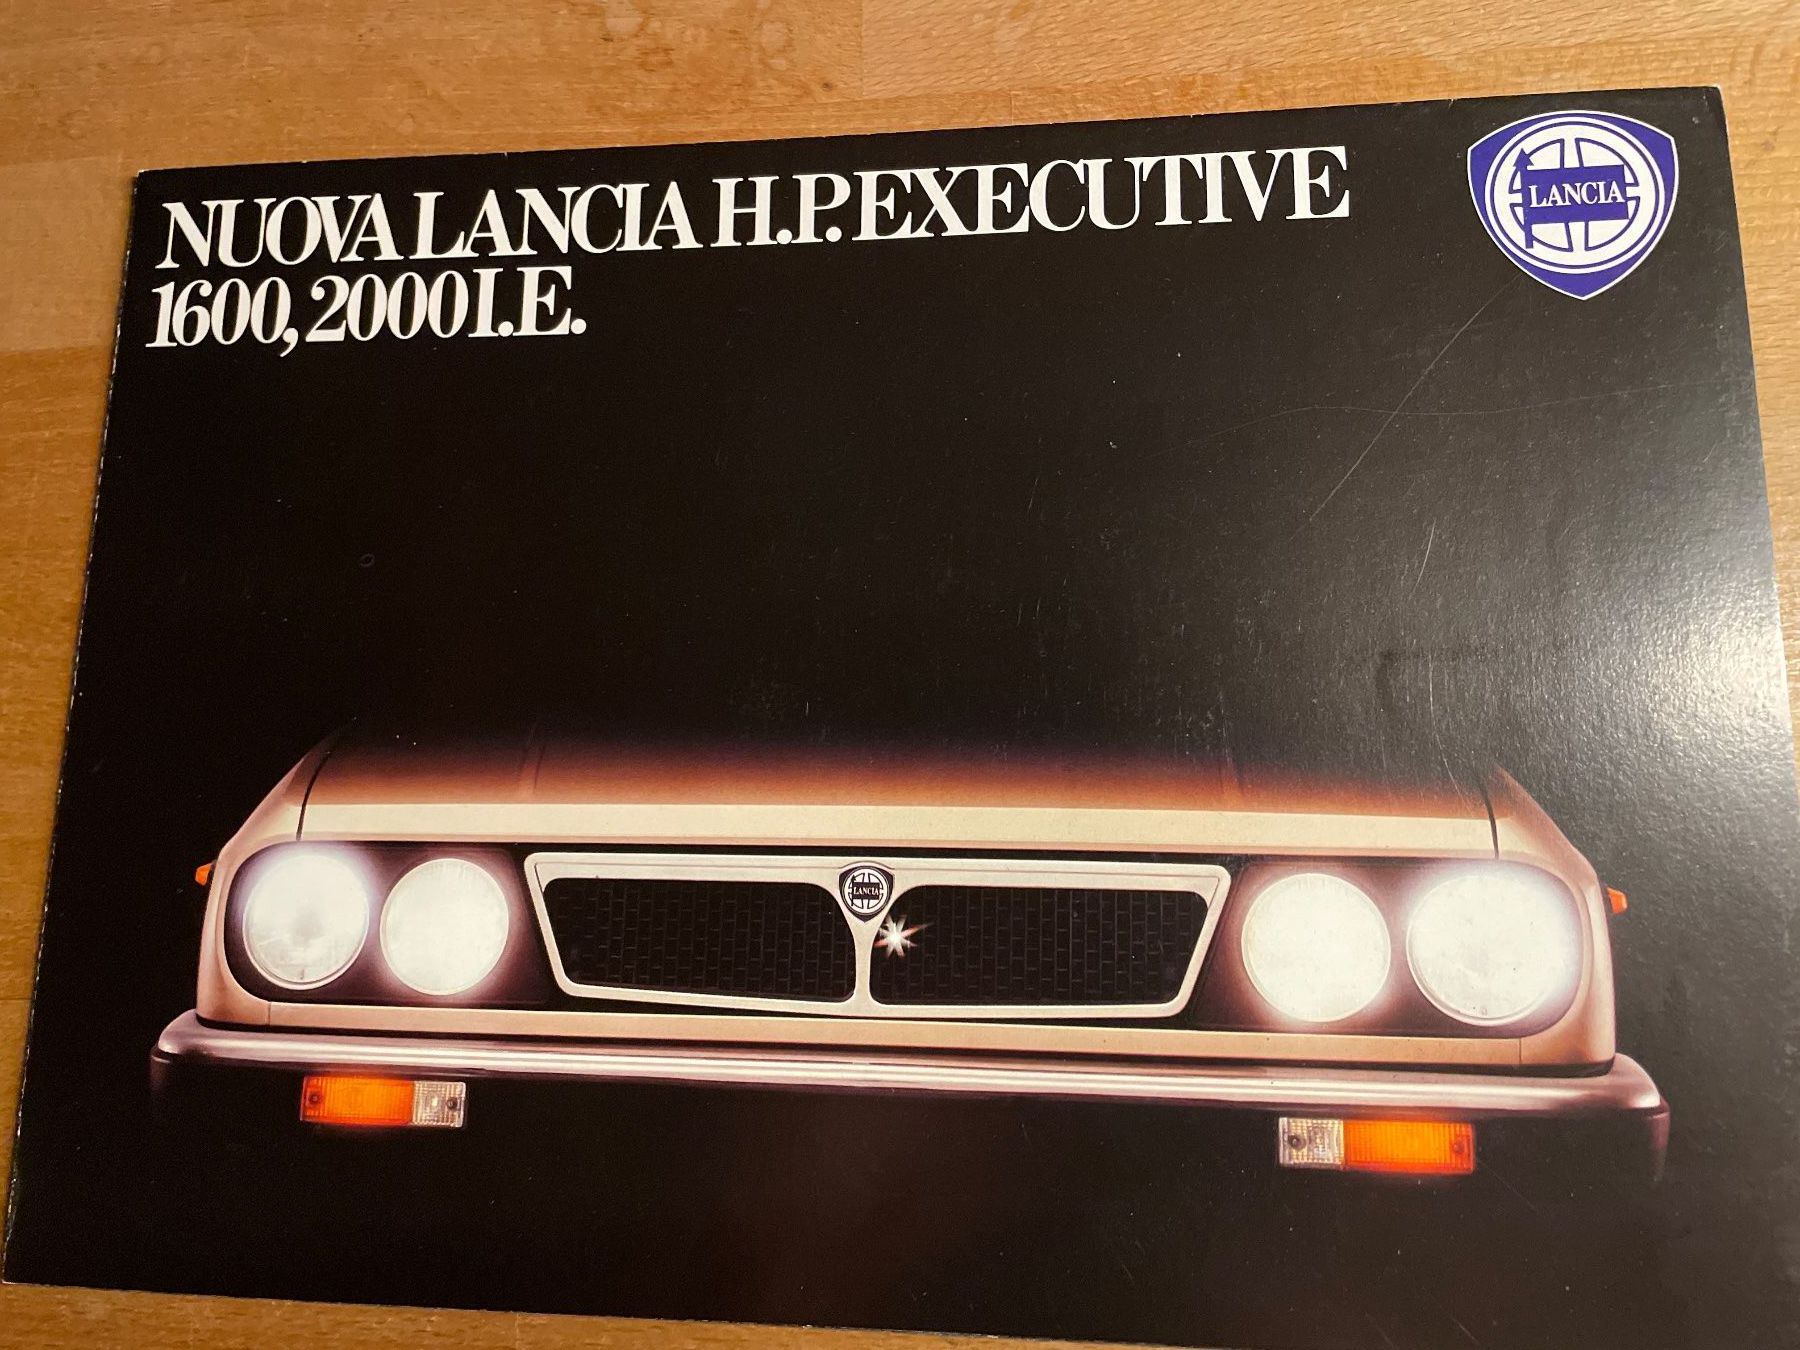 NUOVA LANCIA H.P. EXECUTIVE
1600, 2000 I.E.
LANCIA
LANCIA